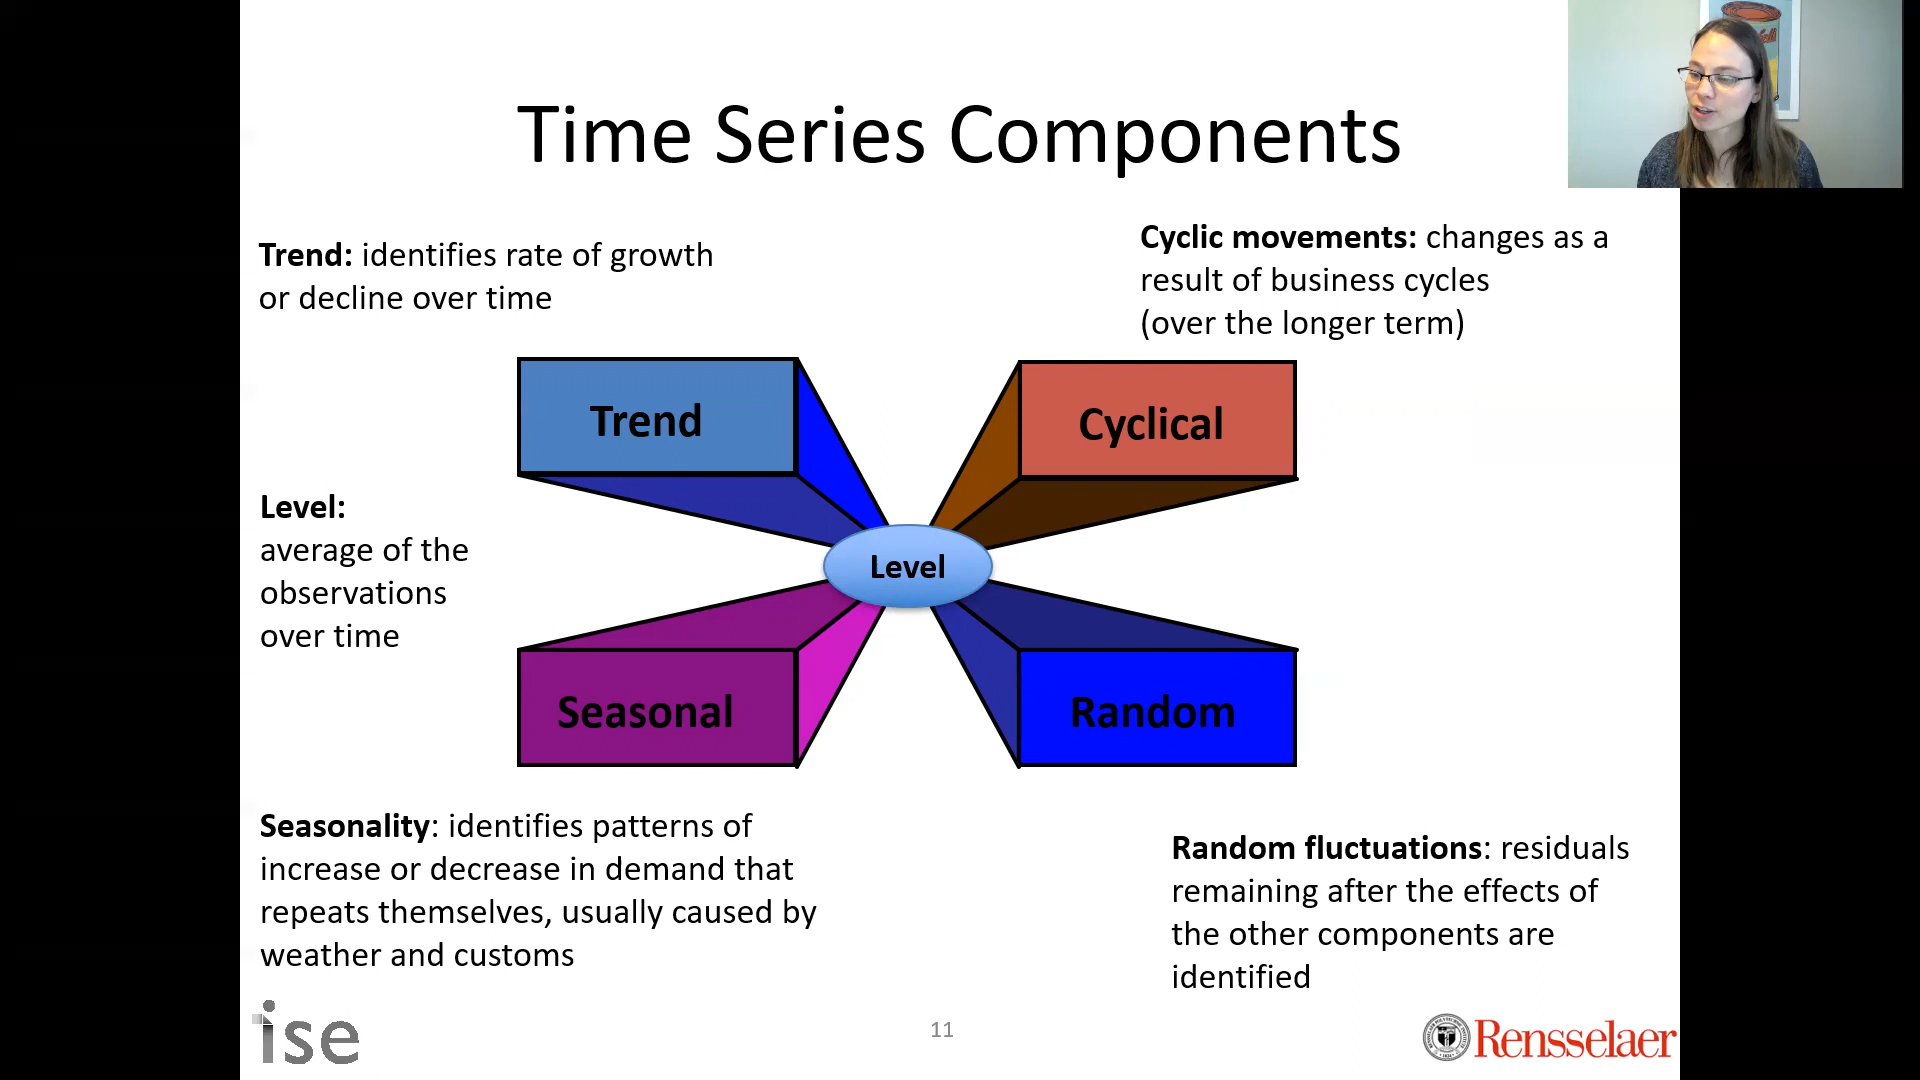 Time Series Components
Trend: identifies rate of growth
or decline over time
Cyclic movements: changes as a
result of business cycles
(over the longer term)
Trend
Cyclical
Level:
average of the
observations
over time
Level
Seasonal
Random
Seasonality: identifies patterns of
increase or decrease in demand that
repeats themselves, usually caused by
weather and customs
Random fluctuations: residuals
remaining after the effects of
the other components are
identified
ise
11
Rensselaer